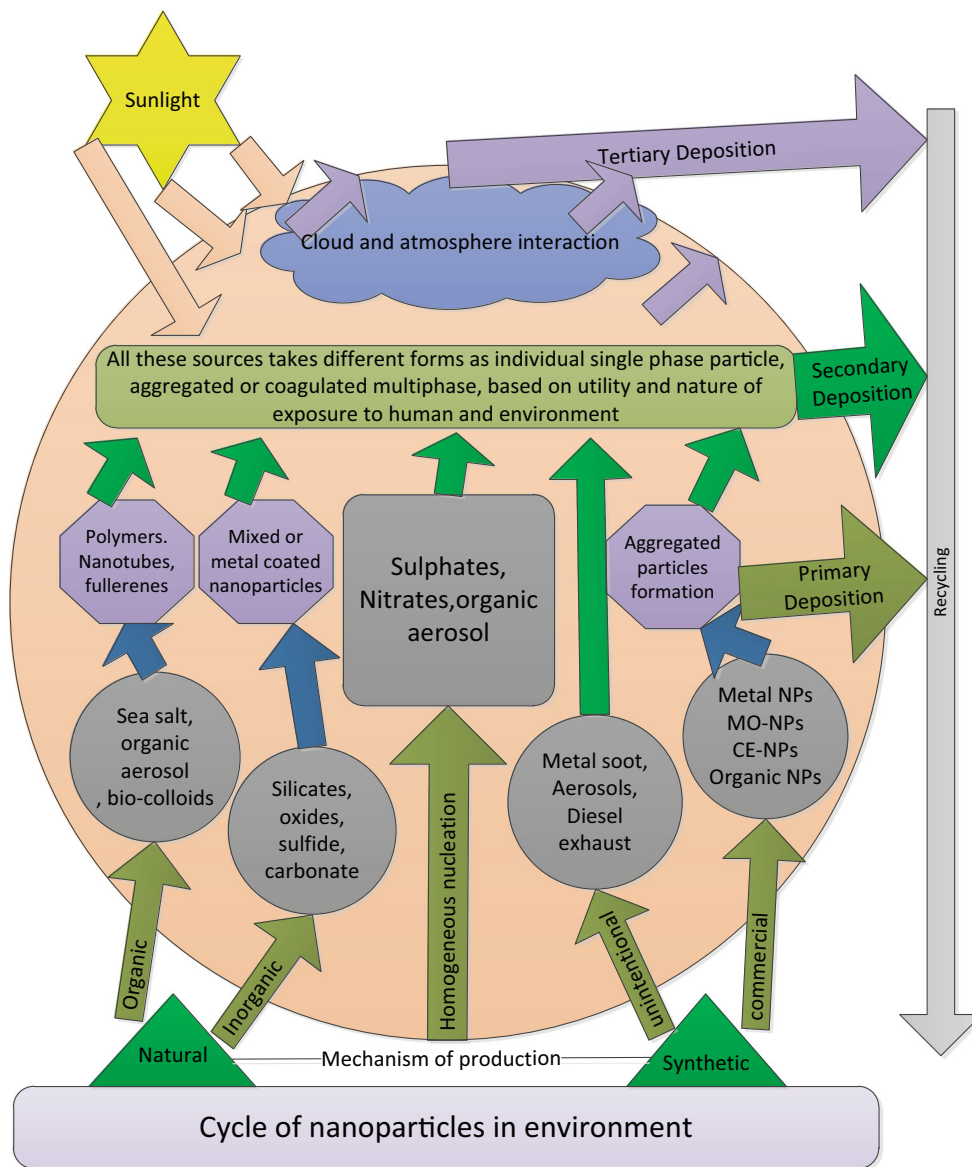 Sunlight
Tertiary Deposition
Cloud and atmosphere interaction
All these sources takes different forms as individual single phase particle,
aggregated or coagulated multiphase, based on utility and nature of
exposure to human and environment
Secondary
Deposition
Polymers.
Nanotubes,
fullerenes
Mixed or
metal coated
nanoparticles
Sulphates,
Nitrates,organic
aerosol
Aggregated
particles
formation
Primary
Deposition
Recycling
Sea salt,
organic
aerosol
, bio-colloids
Silicates,
oxides,
sulfide,
carbonate
Metal soot,
Aerosols,
Diesel
exhaust
Metal NPs
MO-NPs
CE-NPs
Organic NPs
Organic
Inorganic
Homogeneous nucleation
unintentional
commercial
Natural
Mechanism of production
Synthetic
Cycle of nanoparticles in environment